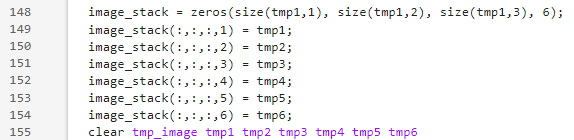 148 image_stack = zeros(size(tmp1,1), size(tmp1,2), size(tmp1,3), 6);
149 image_stack(:,:,:,1) = tmp1;
150 image_stack(:,:,:,2) = tmp2;
151 image_stack(:,:,:,3) = tmp3;
152 image_stack(:,:,:,4) = tmp4;
153 image_stack(:,:,:,5) = tmp5;
154 image_stack(:,:,:,6) = tmp6;
155 clear tmp_image tmp1 tmp2 tmp3 tmp4 tmp5 tmp6